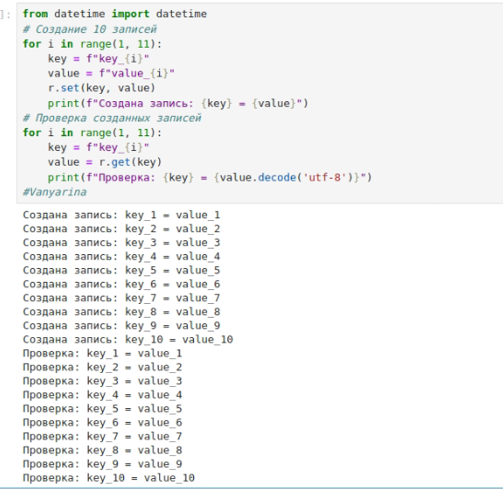 ]:
from datetime import datetime
# Создание 10 записей
for i in range(1, 11):
    key = f"key_{i}"
    value = f"value_{i}"
    r.set(key, value)
    print(f"Создана запись: {key} = {value}")
# Проверка созданных записей
for i in range(1, 11):
    key = f"key_{i}"
    value = r.get(key)
    print(f"Проверка: {key} = {value.decode('utf-8')}")
#Vanyarina
Создана запись: key_1 = value_1
Создана запись: key_2 = value_2
Создана запись: key_3 = value_3
Создана запись: key_4 = value_4
Создана запись: key_5 = value_5
Создана запись: key_6 = value_6
Создана запись: key_7 = value_7
Создана запись: key_8 = value_8
Создана запись: key_9 = value_9
Создана запись: key_10 = value_10
Проверка: key_1 = value_1
Проверка: key_2 = value_2
Проверка: key_3 = value_3
Проверка: key_4 = value_4
Проверка: key_5 = value_5
Проверка: key_6 = value_6
Проверка: key_7 = value_7
Проверка: key_8 = value_8
Проверка: key_9 = value_9
Проверка: key_10 = value_10